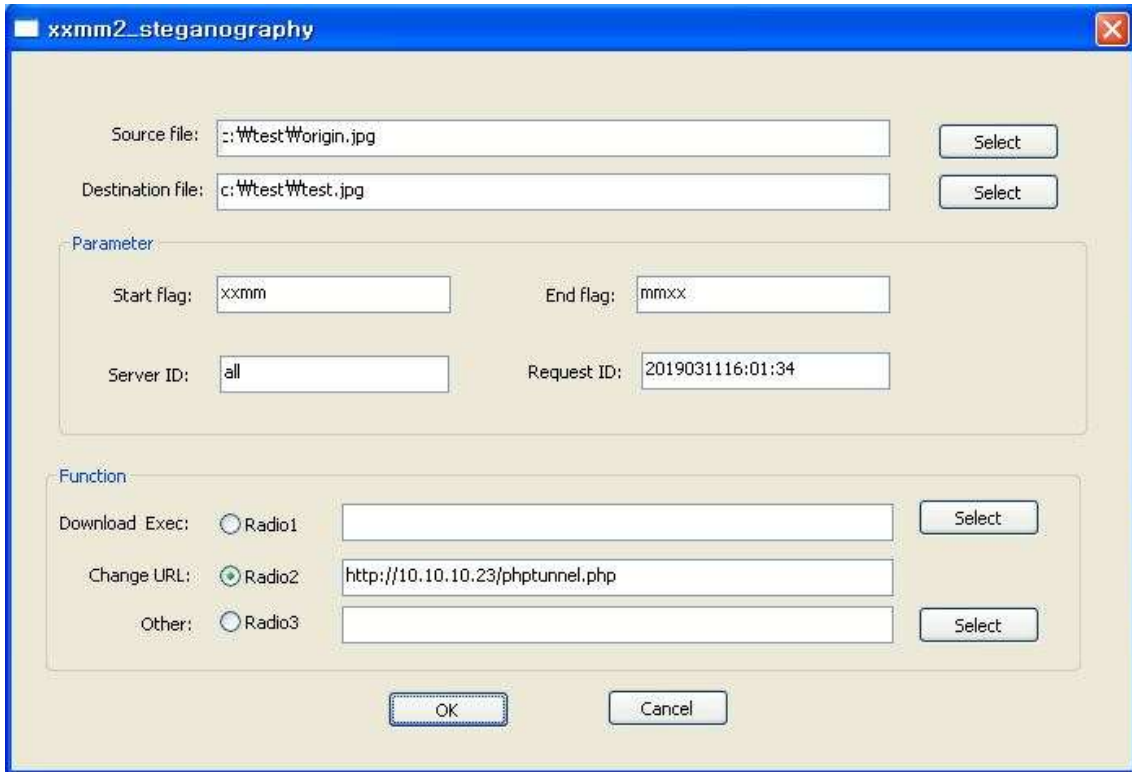 xxmm2_steganography
Source file: c:₩test₩origin.jpg Select
Destination file: c:₩test₩test.jpg Select
Parameter
Start flag: xxmm End flag: mmxx
Server ID: all Request ID: 2019031116:01:34
Function
Download Exec: Radio1 Select
Change URL: Radio2 http://10.10.10.23/phptunnel.php
Other: Radio3 Select
OK Cancel